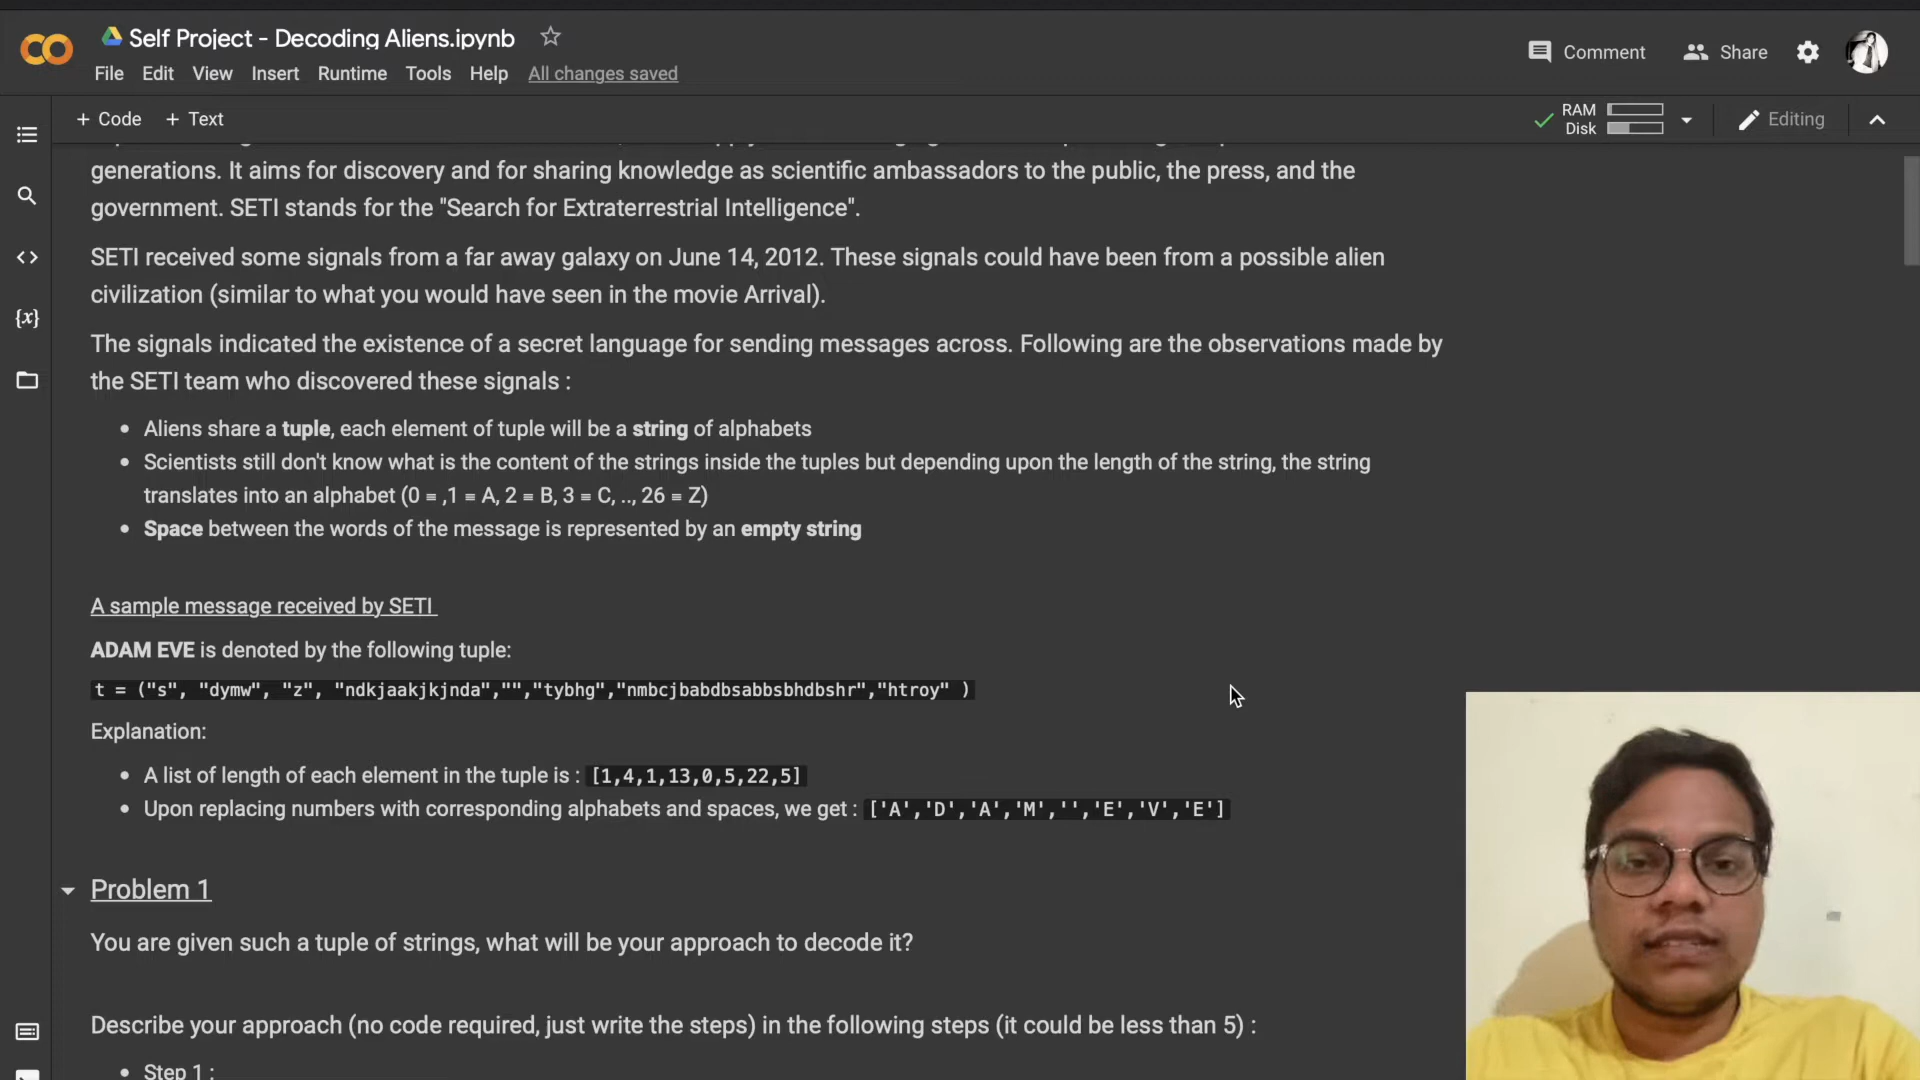 Self Project - Decoding Aliens.ipynb
File Edit View Insert Runtime Tools Help All changes saved
Comment Share
+ Code + Text
RAM
Disk
Editing
generations. It aims for discovery and for sharing knowledge as scientific ambassadors to the public, the press, and the
government. SETI stands for the "Search for Extraterrestrial Intelligence".
SETI received some signals from a far away galaxy on June 14, 2012. These signals could have been from a possible alien
civilization (similar to what you would have seen in the movie Arrival).
The signals indicated the existence of a secret language for sending messages across. Following are the observations made by
the SETI team who discovered these signals :
• Aliens share a tuple, each element of tuple will be a string of alphabets
• Scientists still don't know what is the content of the strings inside the tuples but depending upon the length of the string, the string
translates into an alphabet (0 = ,1 = A, 2 = B, 3 = C, .., 26 = Z)
• Space between the words of the message is represented by an empty string
A sample message received by SETI
ADAM EVE is denoted by the following tuple:
t = ("s", "dymw", "z", "ndkjaakjkjnda","","tybhg","nmbcjbabdbsabbsbhdbshr","htroy" )
Explanation:
• A list of length of each element in the tuple is : [1,4,1,13,0,5,22,5]
• Upon replacing numbers with corresponding alphabets and spaces, we get : ['A','D','A','M','','E','V','E']
Problem 1
You are given such a tuple of strings, what will be your approach to decode it?
Describe your approach (no code required, just write the steps) in the following steps (it could be less than 5) :
• Step 1 :